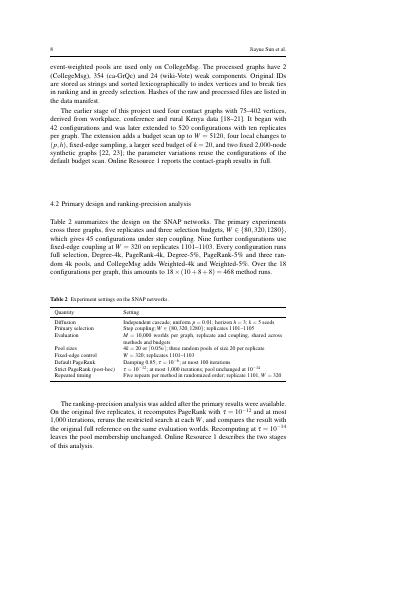 8 Jiayue Sun et al.
event-weighted pools are used only on CollegeMsg. The processed graphs have 2
(CollegeMsg), 354 (ca-GrQc) and 24 (wiki-Vote) weak components. Original IDs
are stored as strings and sorted lexicographically to index vertices and to break ties
in ranking and in greedy selection. Hashes of the raw and processed files are listed in
the data manifest.
The earlier stage of this project used four contact graphs with 75–402 vertices,
derived from workplace, conference and rural Kenya data [18–21]. It began with
42 configurations and was later extended to 520 configurations with ten replicates
per graph. The extension adds a budget scan up to W = 5120, four local changes to
(p,h), fixed-edge sampling, a larger seed budget of k = 20, and two fixed 2,000-node
synthetic graphs [22, 23]; the parameter variations reuse the configurations of the
default budget scan. Online Resource 1 reports the contact-graph results in full.
4.2 Primary design and ranking-precision analysis
Table 2 summarizes the design on the SNAP networks. The primary experiments
cross three graphs, five replicates and three selection budgets, W ∈ {80,320,1280},
which gives 45 configurations under step coupling. Nine further configurations use
fixed-edge coupling at W = 320 on replicates 1101–1103. Every configuration runs
full selection, Degree-4k, PageRank-4k, Degree-5%, PageRank-5% and three ran-
dom 4k pools, and CollegeMsg adds Weighted-4k and Weighted-5%. Over the 18
configurations per graph, this amounts to 18 × (10 + 8 + 8) = 468 method runs.
Table 2 Experiment settings on the SNAP networks.
Quantity Setting
Diffusion Independent cascade; uniform p = 0.01; horizon h = 3; k = 5 seeds
Primary selection Step coupling; W ∈ {80,320,1280}; replicates 1101–1105
Evaluation M = 10,000 worlds per graph, replicate and coupling, shared across
methods and budgets
Pool sizes 4k = 20 or ⌈0.05n⌉; three random pools of size 20 per replicate
Fixed-edge control W = 320; replicates 1101–1103
Default PageRank Damping 0.85, τ = 10⁻⁶; at most 100 iterations
Strict PageRank (post-hoc) τ = 10⁻¹²; at most 1,000 iterations; pool unchanged at 10⁻¹⁴
Repeated timing Five repeats per method in randomized order; replicate 1101, W = 320
The ranking-precision analysis was added after the primary results were available.
On the original five replicates, it recomputes PageRank with τ = 10⁻¹² and at most
1,000 iterations, reruns the restricted search at each W, and compares the result with
the original full reference on the same evaluation worlds. Recomputing at τ = 10⁻¹⁴
leaves the pool membership unchanged. Online Resource 1 describes the two stages
of this analysis.